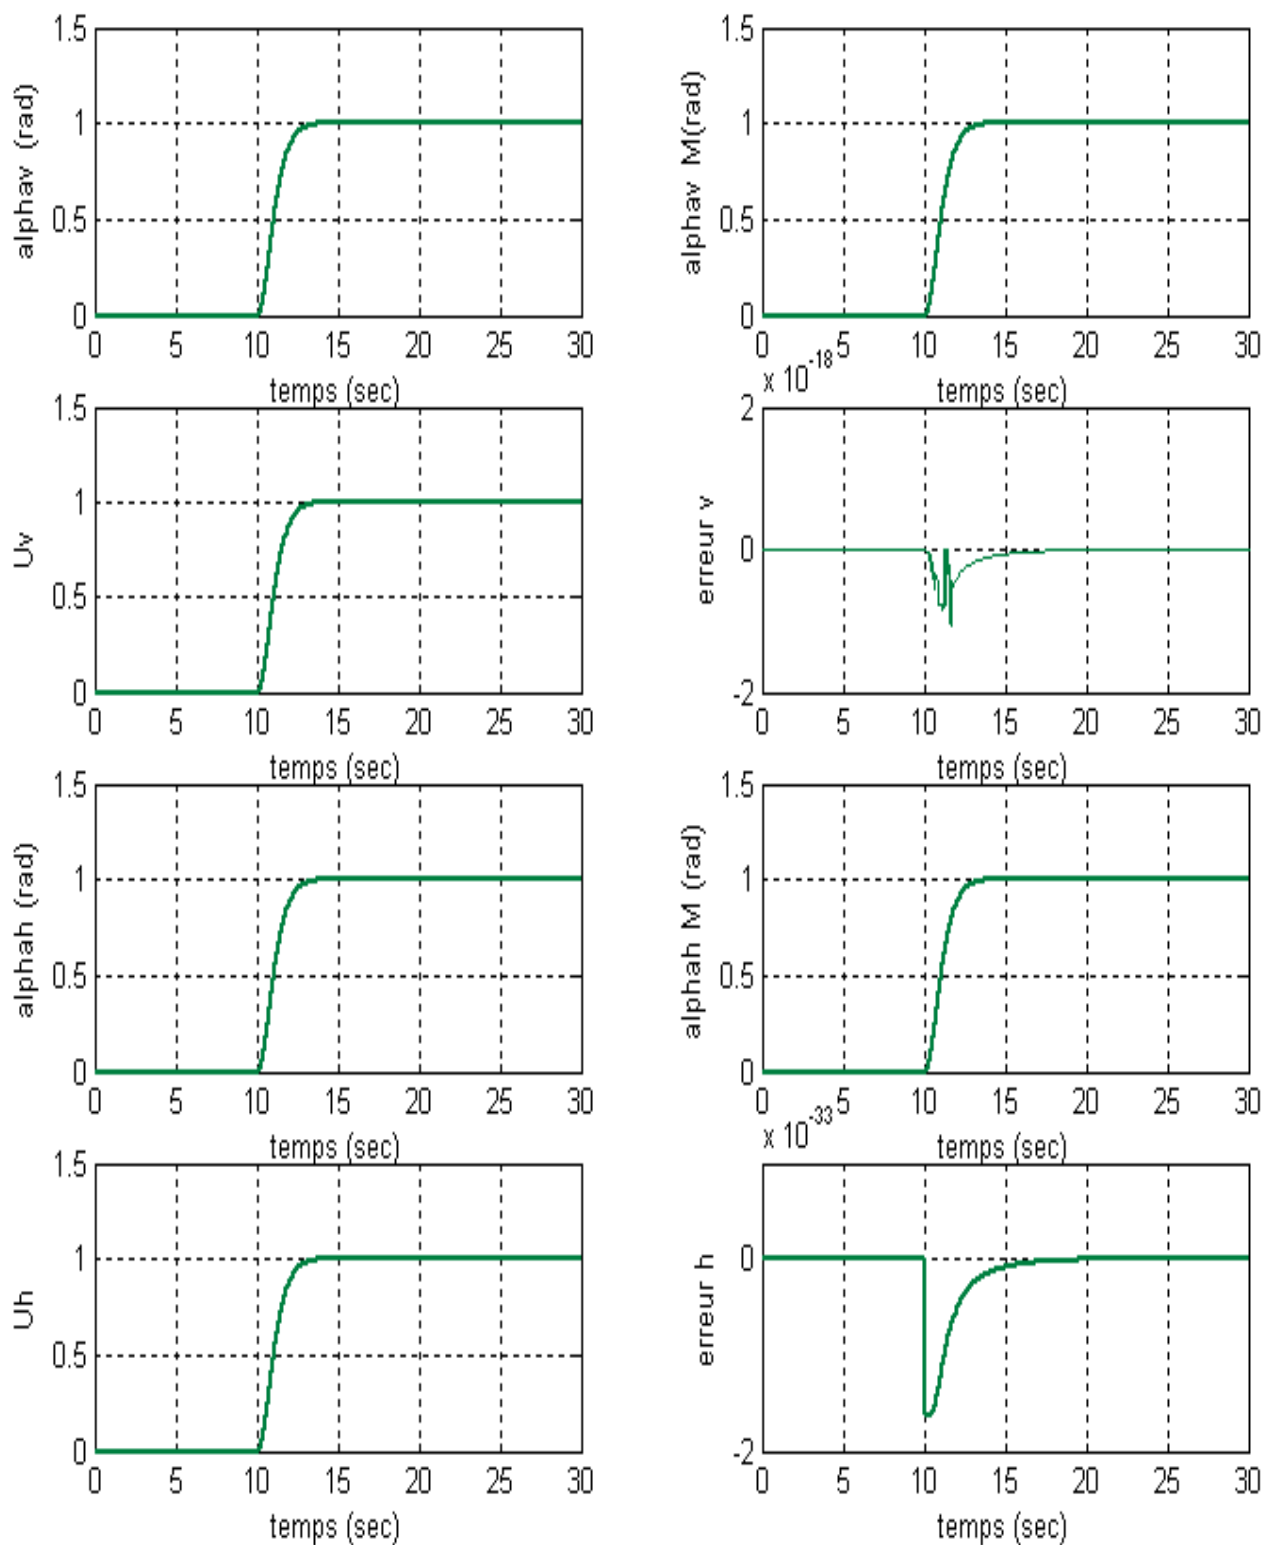 1.5
1
0.5
0
alphav (rad)
0 5 10 15 20 25 30
temps (sec)
1.5
1
0.5
0
alphav M(rad)
0 5 10 15 20 25 30
temps (sec)
1.5
1
0.5
0
Uv
0 5 10 15 20 25 30
temps (sec)
x 10^-18
2
0
-2
erreur v
0 5 10 15 20 25 30
temps (sec)
1.5
1
0.5
0
alphah (rad)
0 5 10 15 20 25 30
temps (sec)
1.5
1
0.5
0
alphah M (rad)
0 5 10 15 20 25 30
temps (sec)
1.5
1
0.5
0
Uh
0 5 10 15 20 25 30
temps (sec)
x 10^-33
0
-2
erreur h
0 5 10 15 20 25 30
temps (sec)